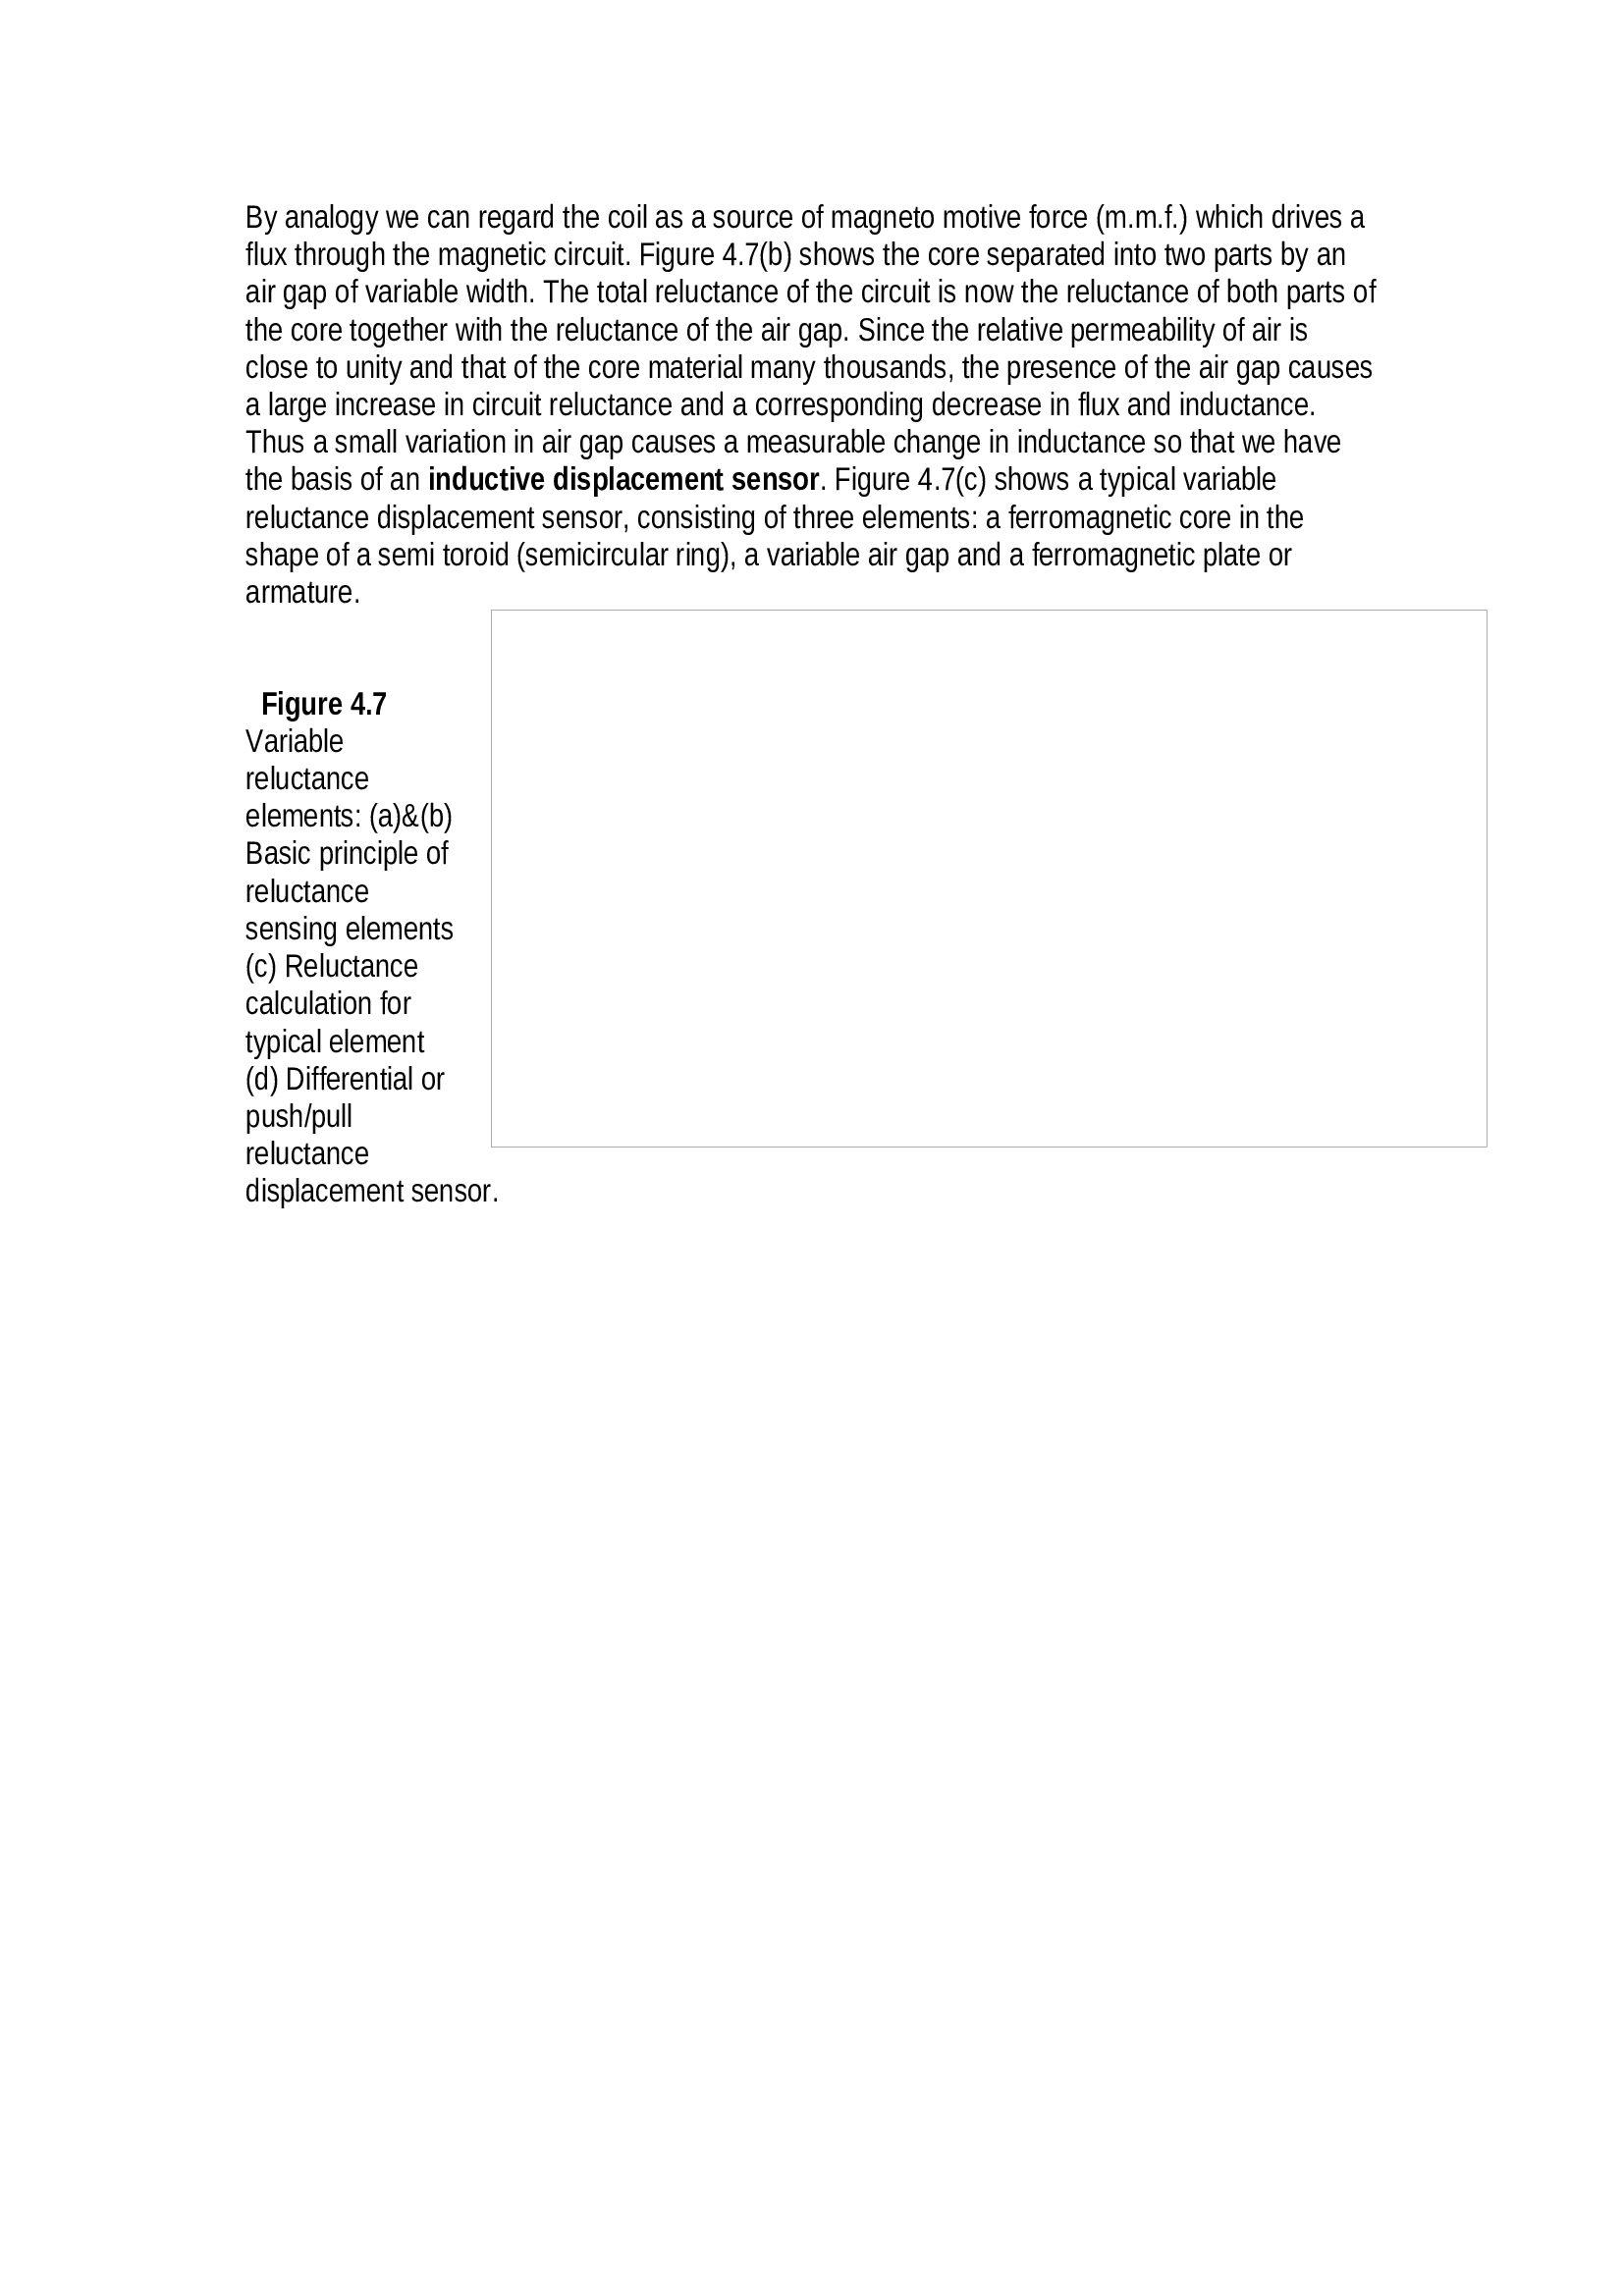 By analogy we can regard the coil as a source of magneto motive force (m.m.f.) which drives a
flux through the magnetic circuit. Figure 4.7(b) shows the core separated into two parts by an
air gap of variable width. The total reluctance of the circuit is now the reluctance of both parts of
the core together with the reluctance of the air gap. Since the relative permeability of air is
close to unity and that of the core material many thousands, the presence of the air gap causes
a large increase in circuit reluctance and a corresponding decrease in flux and inductance.
Thus a small variation in air gap causes a measurable change in inductance so that we have
the basis of an inductive displacement sensor. Figure 4.7(c) shows a typical variable
reluctance displacement sensor, consisting of three elements: a ferromagnetic core in the
shape of a semi toroid (semicircular ring), a variable air gap and a ferromagnetic plate or
armature.
Figure 4.7
Variable
reluctance
elements: (a)&(b)
Basic principle of
reluctance
sensing elements
(c) Reluctance
calculation for
typical element
(d) Differential or
push/pull
reluctance
displacement sensor.